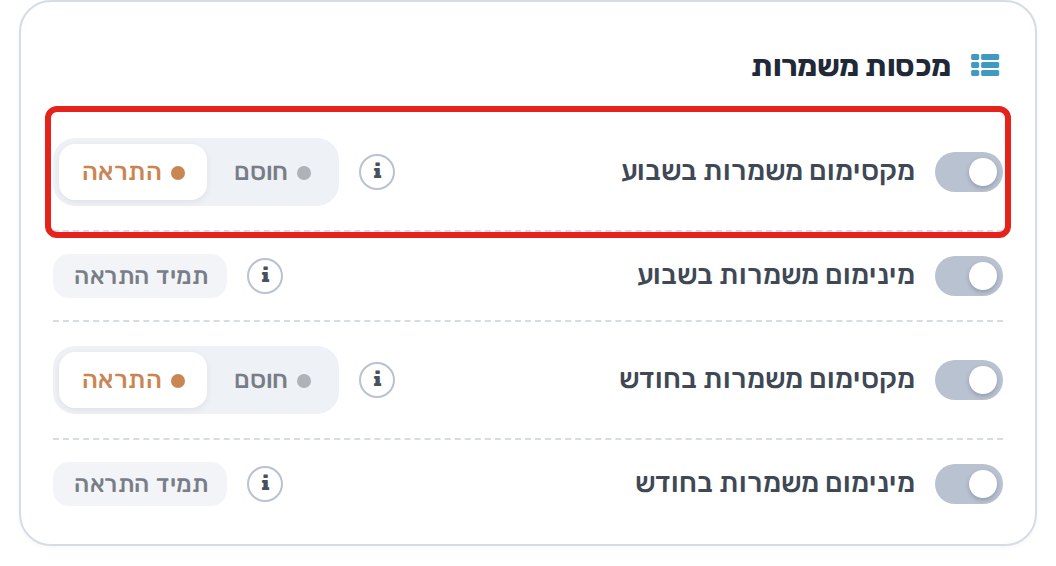 מכסות משמרות
מקסימום משמרות בשבוע i חוסם התראה
מינימום משמרות בשבוע i תמיד התראה
מקסימום משמרות בחודש i חוסם התראה
מינימום משמרות בחודש i תמיד התראה